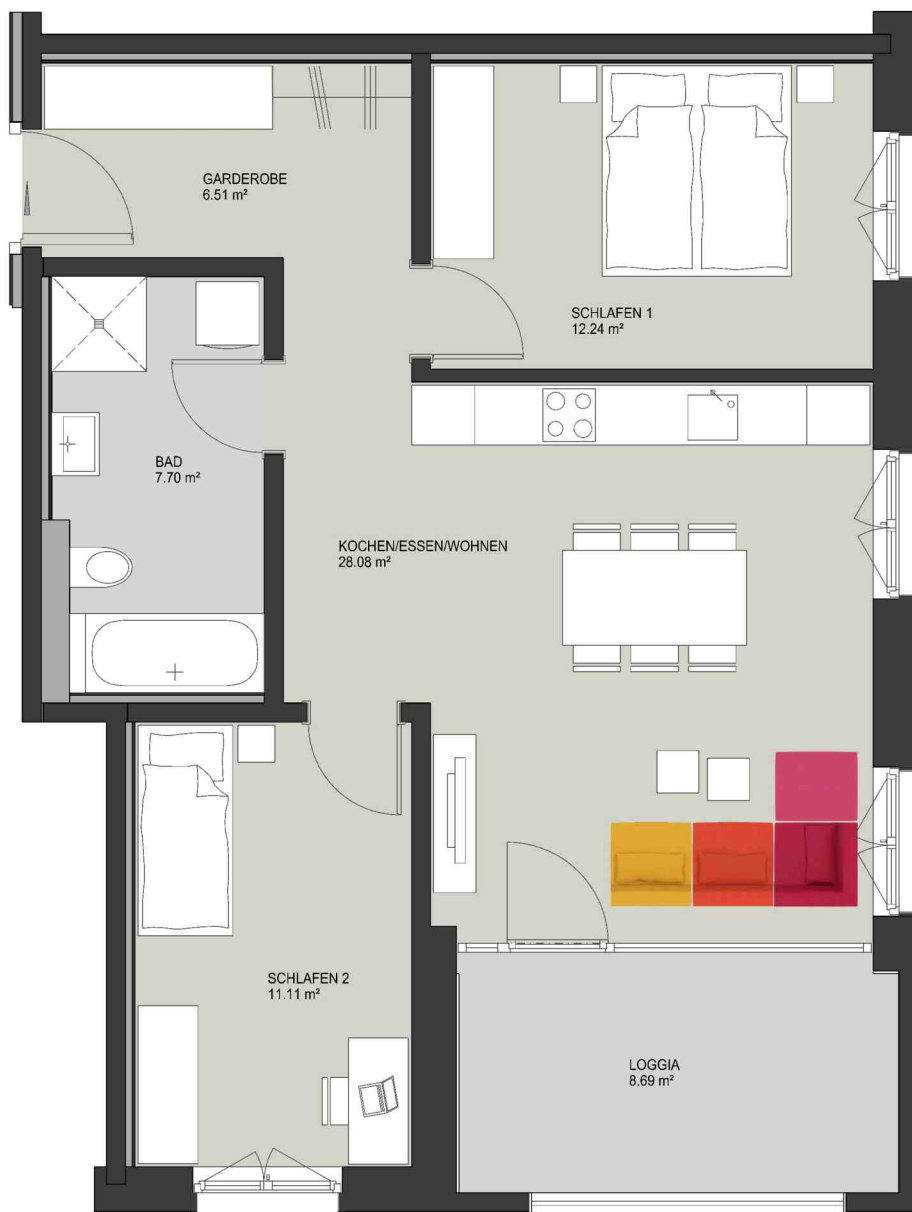 GARDEROBE
6.51 m²
SCHLAFEN 1
12.24 m²
BAD
7.70 m²
KOCHEN/ESSEN/WOHNEN
28.08 m²
SCHLAFEN 2
11.11 m²
LOGGIA
8.69 m²